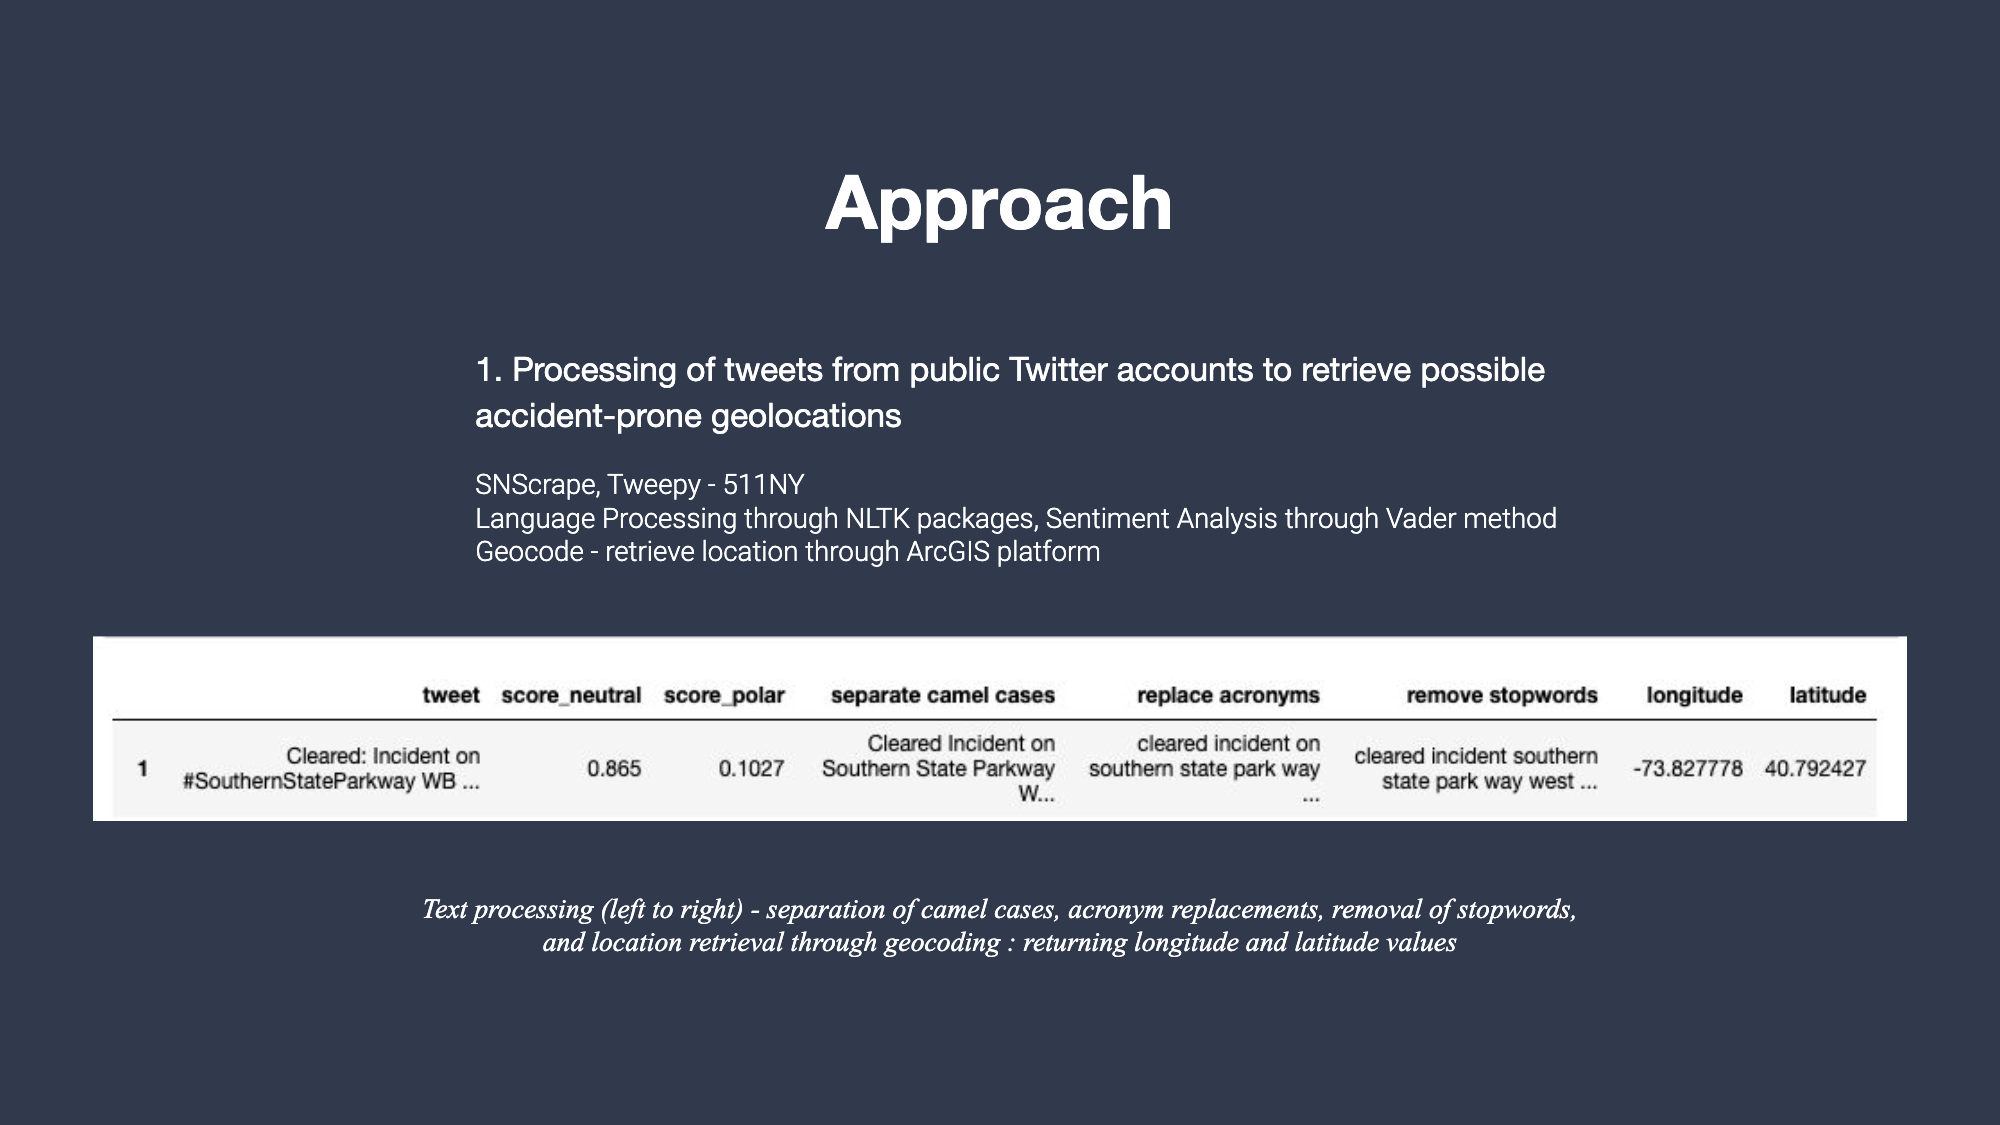 Approach
1. Processing of tweets from public Twitter accounts to retrieve possible
accident-prone geolocations
SNScrape, Tweepy - 511NY
Language Processing through NLTK packages, Sentiment Analysis through Vader method
Geocode - retrieve location through ArcGIS platform
tweet score_neutral score_polar separate camel cases replace acronyms remove stopwords longitude latitude
1 Cleared: Incident on #SouthernStateParkway WB ... 0.865 0.1027 Cleared Incident on Southern State Parkway W... cleared incident on southern state park way ... cleared incident southern state park way west ... -73.827778 40.792427
Text processing (left to right) - separation of camel cases, acronym replacements, removal of stopwords,
and location retrieval through geocoding : returning longitude and latitude values